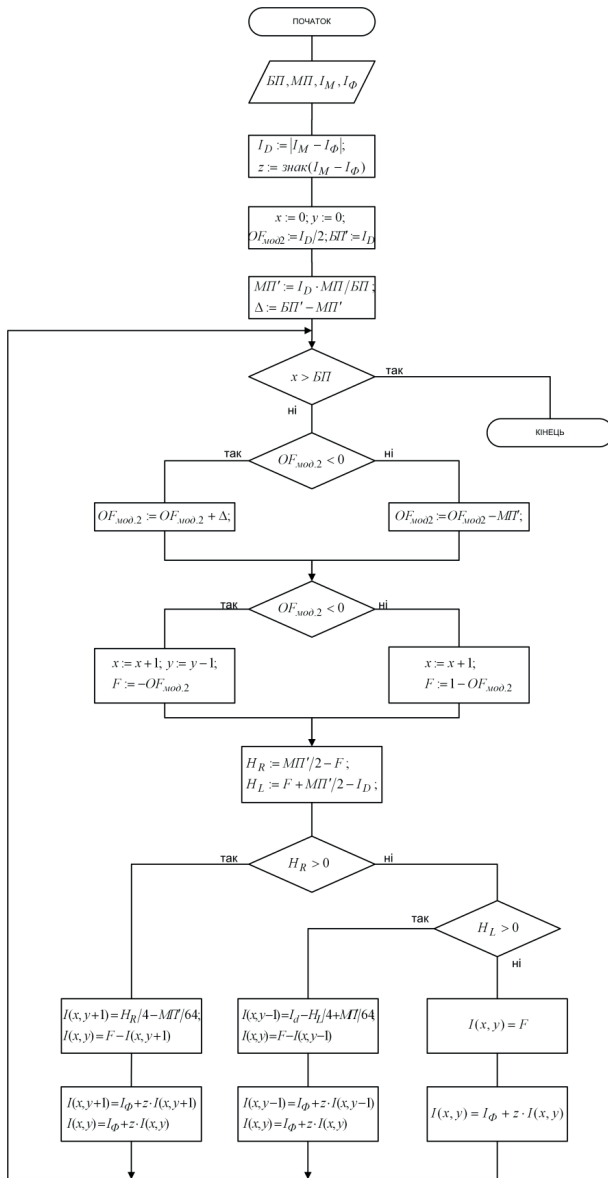 ПОЧАТОК
БП, МП, I_M, I_Ф
I_D := |I_M − I_Ф|;
z := знак(I_M − I_Ф)
x := 0; y := 0;
OF_мод2 := I_D/2; БП' := I_D
МП' := I_D · МП/БП;
Δ := БП' − МП'
x > БП
так
ні
КІНЕЦЬ
OF_мод.2 < 0
так
ні
OF_мод.2 := OF_мод.2 + Δ;
OF_мод2 := OF_мод2 − МП';
OF_мод.2 < 0
так
ні
x := x + 1; y := y − 1;
F := −OF_мод.2
x := x + 1;
F := 1 − OF_мод.2
H_R := МП'/2 − F;
H_L := F + МП'/2 − I_D;
H_R > 0
так
ні
H_L > 0
так
ні
I(x, y+1) = H_R/4 − МП'/64;
I(x, y) = F − I(x, y+1)
I(x, y−1) = I_d − H_L/4 + МП/64
I(x, y) = F − I(x, y−1)
I(x, y) = F
I(x, y+1) = I_Ф + z · I(x, y+1)
I(x, y) = I_Ф + z · I(x, y)
I(x, y−1) = I_Ф + z · I(x, y−1)
I(x, y) = I_Ф + z · I(x, y)
I(x, y) = I_Ф + z · I(x, y)